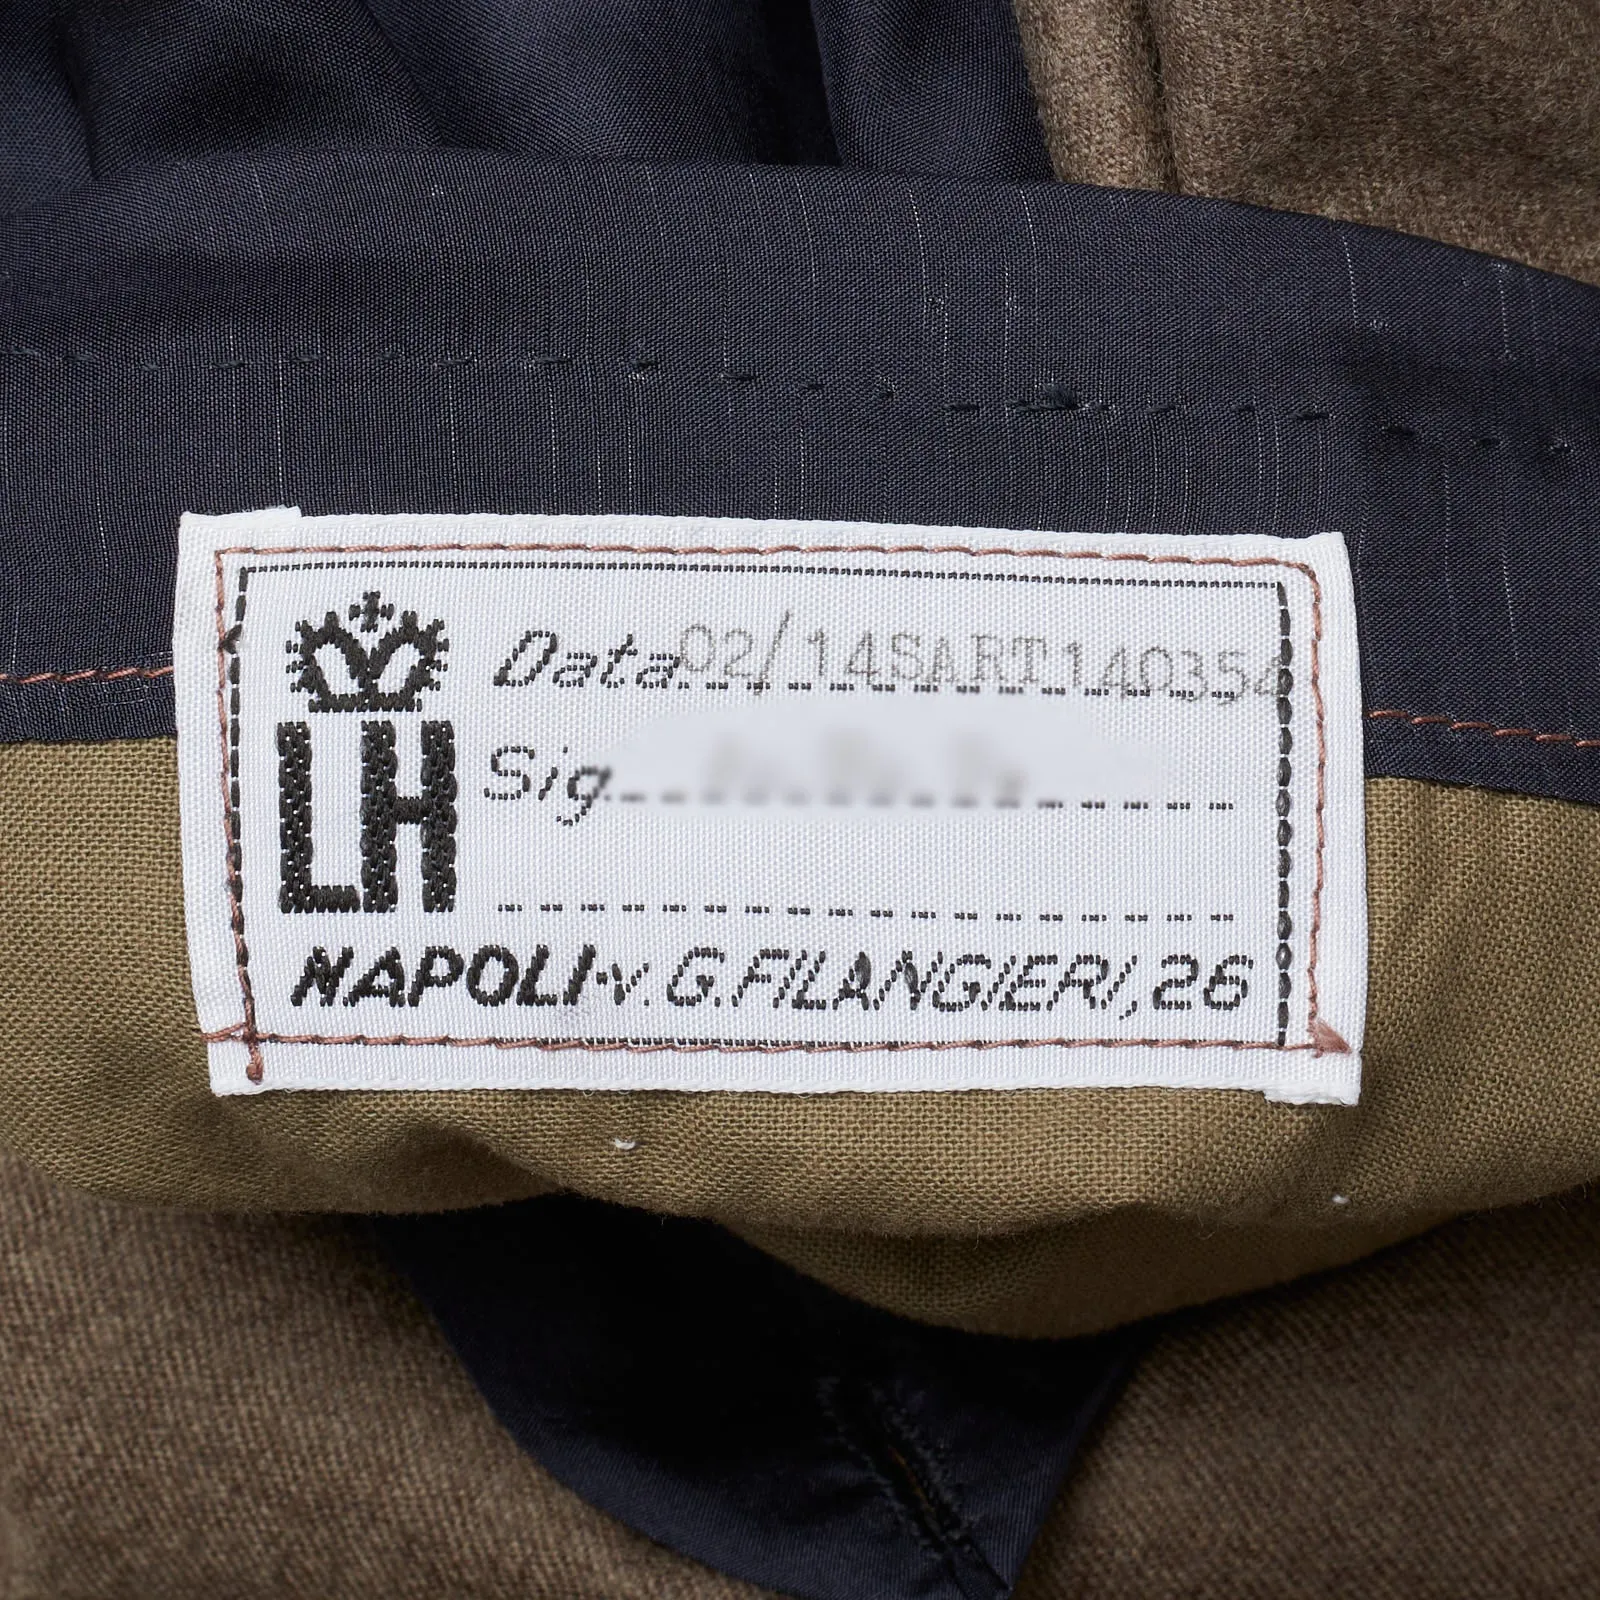 Data 02/14SART140354
LH
Sig.
NAPOLI-v. G. FILANGIERI, 26